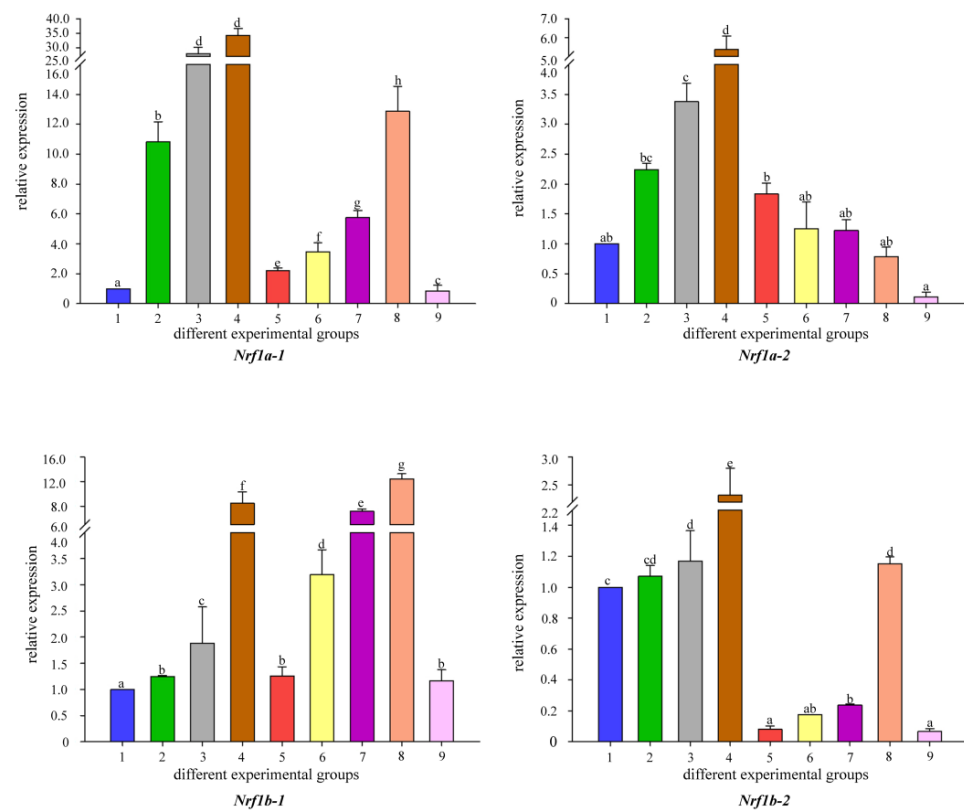 40.0
30.0
25.0
16.0
12.0
10.0
8.0
6.0
4.0
2.0
0
relative expression
a
b
d
d
e
f
g
h
c
1 2 3 4 5 6 7 8 9
different experimental groups
Nrf1a-1
7.0
6.0
5.0
4.0
3.5
2.5
2.0
1.5
1.0
0.5
0
relative expression
ab
bc
c
d
b
ab
ab
ab
a
1 2 3 4 5 6 7 8 9
different experimental groups
Nrf1a-2
16.0
12.0
8.0
6.0
4.0
3.5
2.5
2.0
1.5
1.0
0.5
0
relative expression
a
b
c
f
b
d
e
g
b
1 2 3 4 5 6 7 8 9
different experimental groups
Nrf1b-1
3.0
2.5
2.2
1.4
1.2
1.0
0.8
0.6
0.4
0.2
0
relative expression
c
cd
d
e
a
ab
b
d
a
1 2 3 4 5 6 7 8 9
different experimental groups
Nrf1b-2